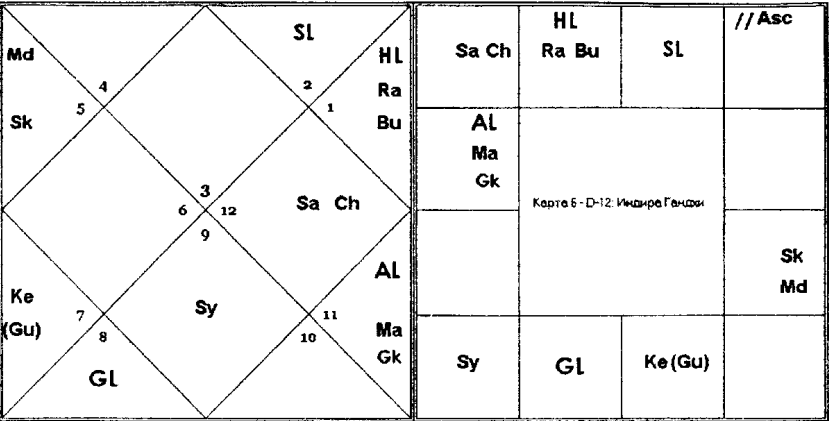 SL
Md
HL
4
2
Ra
5
1
Sk
Bu
3
Sa Ch
6
12
9
AL
Ke
Sy
(Gu)
7
11
Ma
8
10
Gk
GL
HL
// Asc
Sa Ch
Ra Bu
SL
AL
Ma
Gk
Карта 6 - D-12: Индира Ганди
Sk
Md
Sy
GL
Ke (Gu)